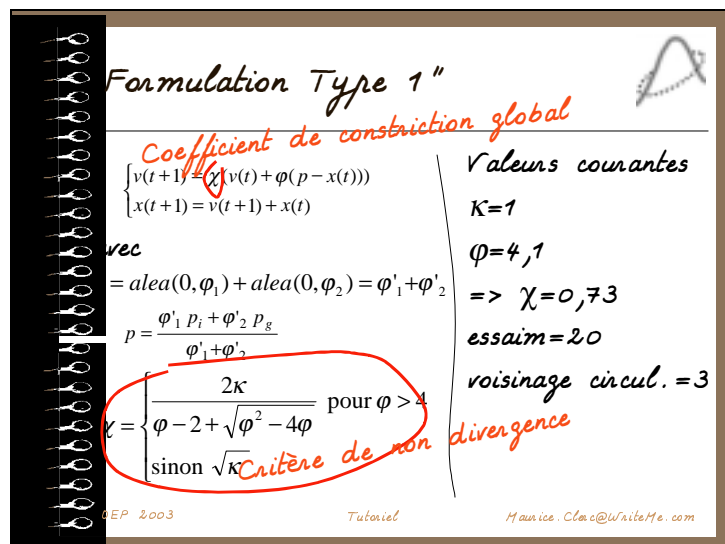 Formulation Type 1"
Coefficient de constriction global
v(t+1) = χ(v(t)+φ(p−x(t)))
x(t+1) = v(t+1)+x(t)
vec
= alea(0,φ₁)+alea(0,φ₂) = φ'₁+φ'₂
p = (φ'₁ pᵢ + φ'₂ p_g) / (φ'₁+φ'₂)
χ = { 2κ / (φ−2+√(φ²−4φ)) pour φ > 4
sinon √κ
Critère de non divergence
Valeurs courantes
κ=1
φ=4,1
=> χ=0,73
essaim=20
voisinage circul.=3
OEP 2003
Tutoriel
Maurice.Clerc@WriteMe.com